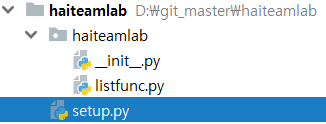 haiteamlab D:₩git_master₩haiteamlab
haiteamlab
__init__.py
listfunc.py
setup.py